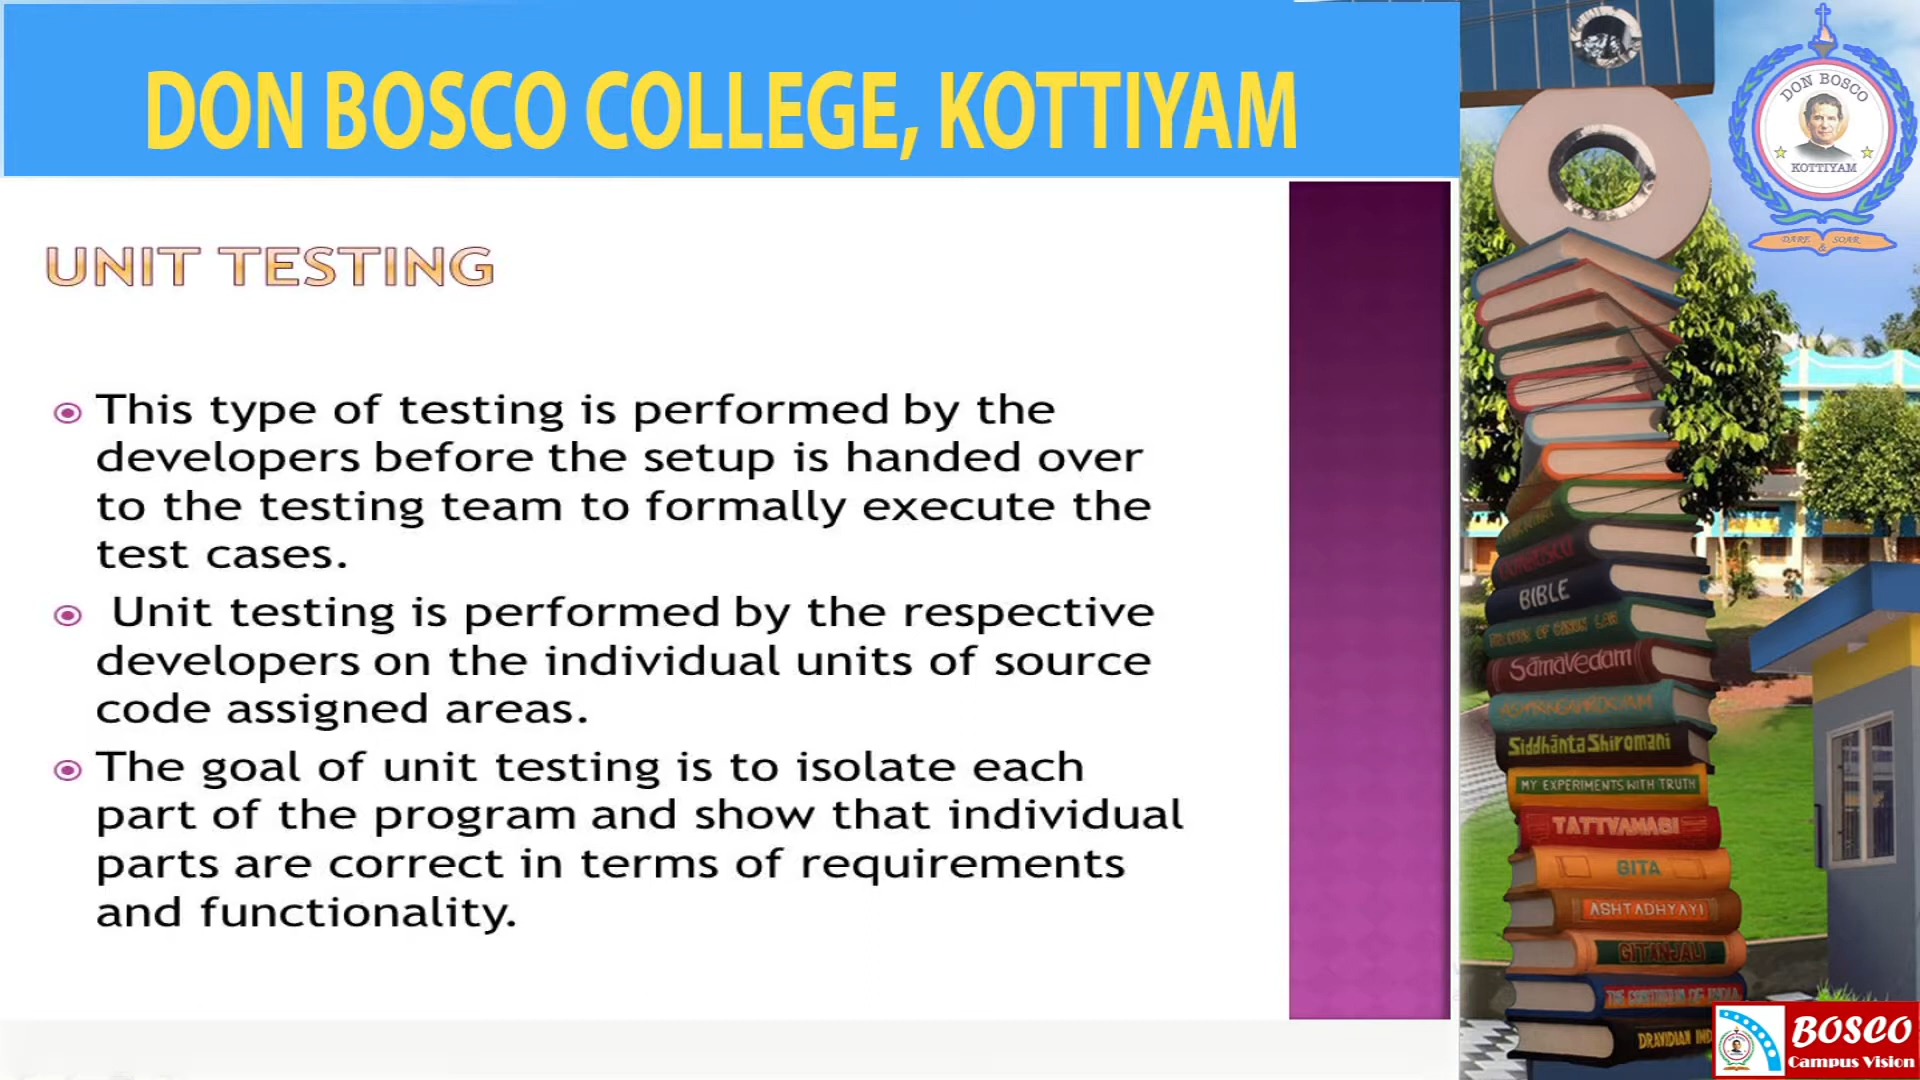 DON BOSCO COLLEGE, KOTTIYAM
UNIT TESTING
This type of testing is performed by the
developers before the setup is handed over
to the testing team to formally execute the
test cases.
Unit testing is performed by the respective
developers on the individual units of source
code assigned areas.
The goal of unit testing is to isolate each
part of the program and show that individual
parts are correct in terms of requirements
and functionality.
DON BOSCO
KOTTIYAM
DARE & SOAR
BIBLE
Sāmavedam
Siddhānta Shiromani
MY EXPERIMENTS WITH TRUTH
TATTVAMASI
GITA
ASHTADHYAYI
GITANJALI
DRAVIDIAN
BOSCO
Campus Vision